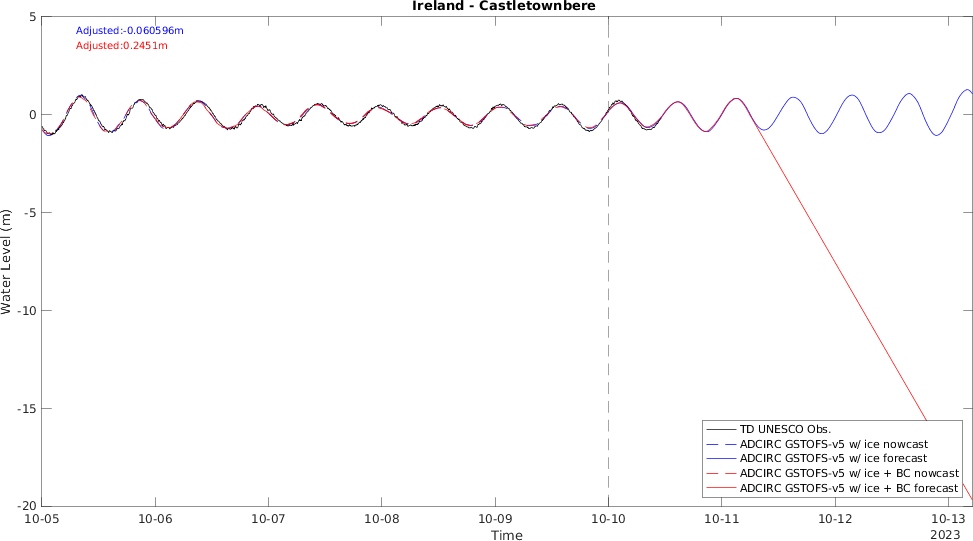 Ireland - Castletownbere
Adjusted:-0.060596m
Adjusted:0.2451m
Water Level (m)
5
0
-5
-10
-15
-20
TD UNESCO Obs.
ADCIRC GSTOFS-v5 w/ ice nowcast
ADCIRC GSTOFS-v5 w/ ice forecast
ADCIRC GSTOFS-v5 w/ ice + BC nowcast
ADCIRC GSTOFS-v5 w/ ice + BC forecast
10-05 10-06 10-07 10-08 10-09 10-10 10-11 10-12 10-13
2023
Time